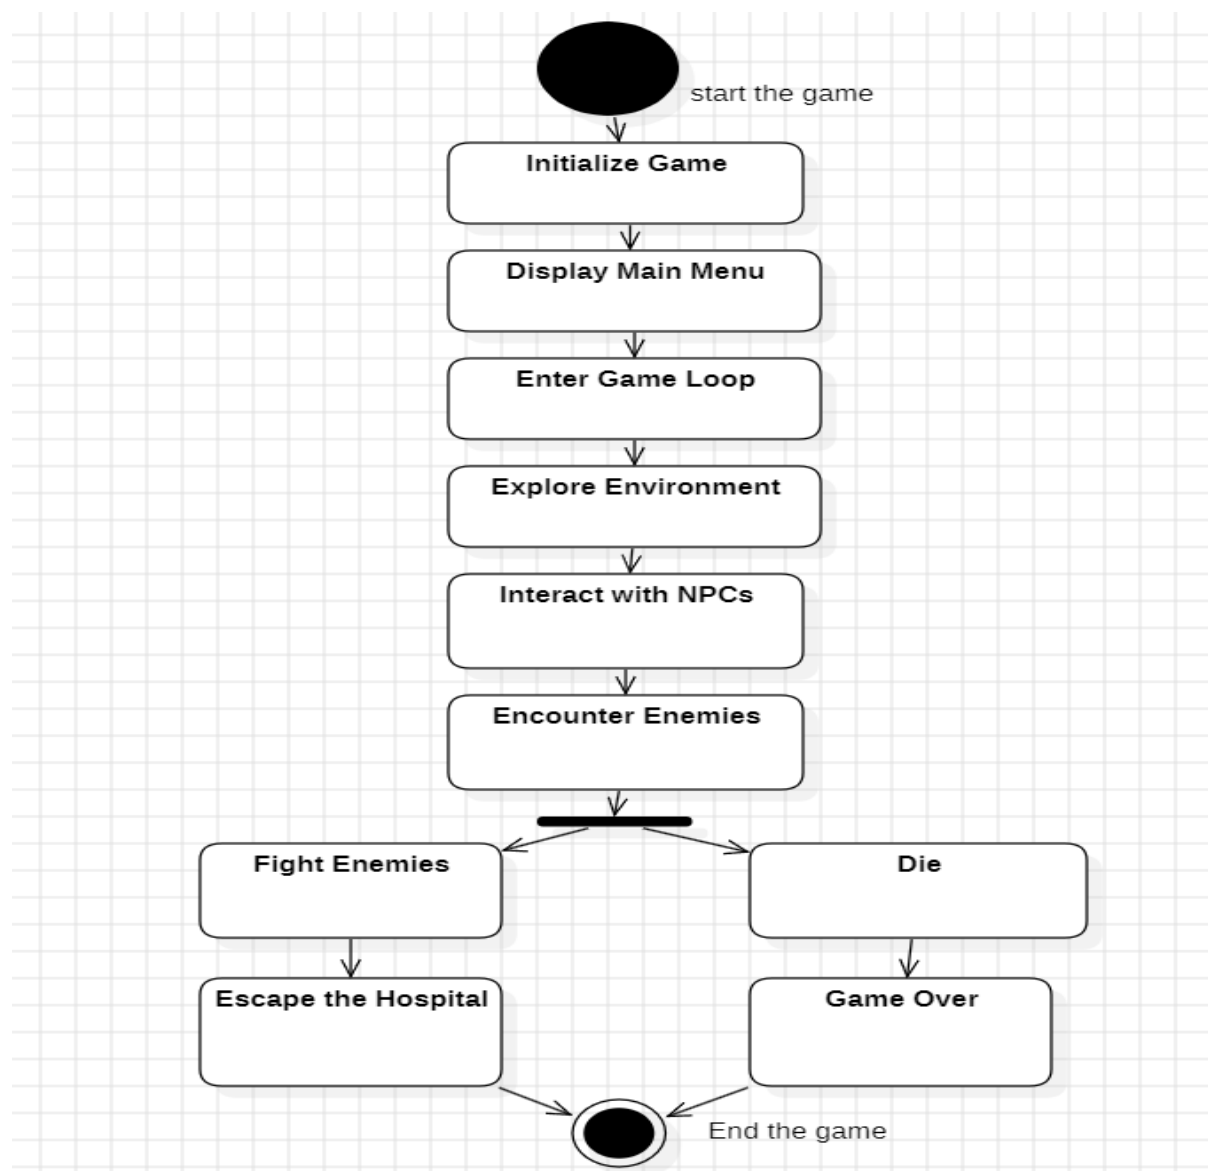 start the game
Initialize Game
Display Main Menu
Enter Game Loop
Explore Environment
Interact with NPCs
Encounter Enemies
Fight Enemies
Die
Escape the Hospital
Game Over
End the game